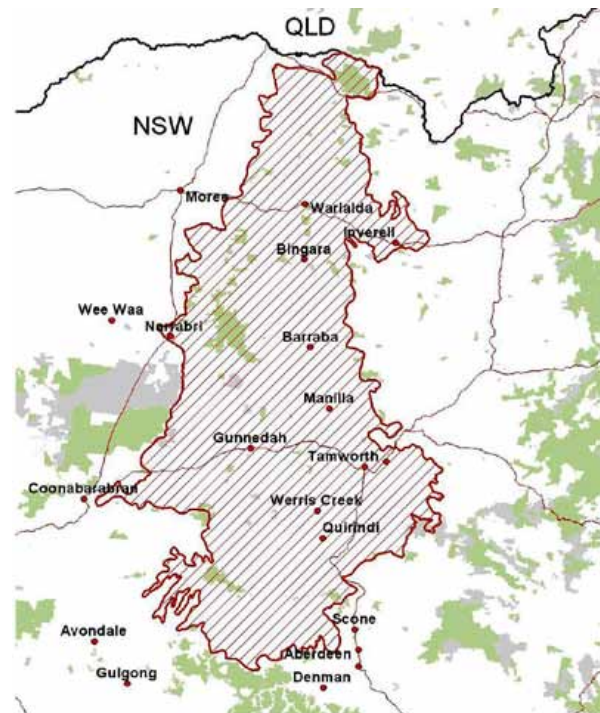 QLD
NSW
Moree
Warialda
Inverell
Bingara
Wee Waa
Narrabri
Barraba
Manilla
Gunnedah
Tamworth
Coonabarabran
Werris Creek
Quirindi
Scone
Avondale
Aberdeen
Gulgong
Denman